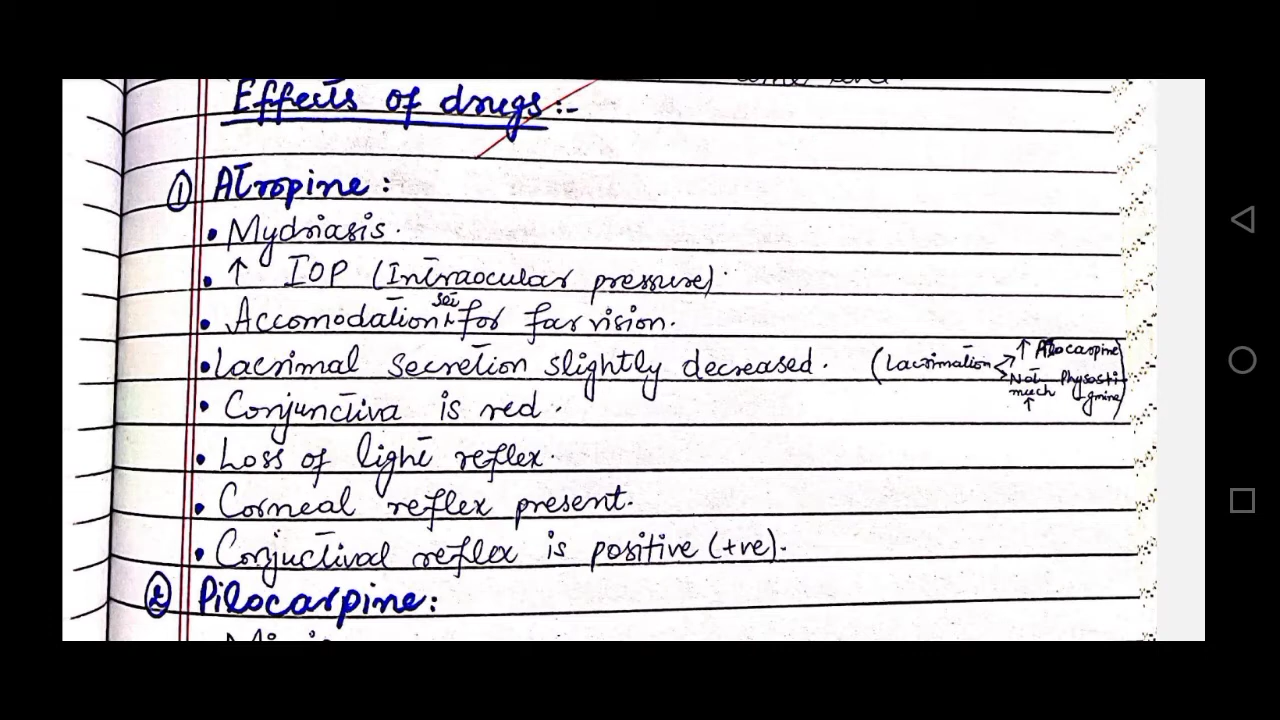 Effects of drugs :-
① Atropine :
• Mydriasis.
• ↑ IOP (Intraocular pressure).
• Accomodation set for far vision.
• Lacrimal secretion slightly decreased. (Lacrimation ↑ Pilocarpine
Not much ↑ Physostigmine)
• Conjunctiva is red.
• Loss of light reflex.
• Corneal reflex present.
• Conjuctival reflex is positive (+ve).
② Pilocarpine :